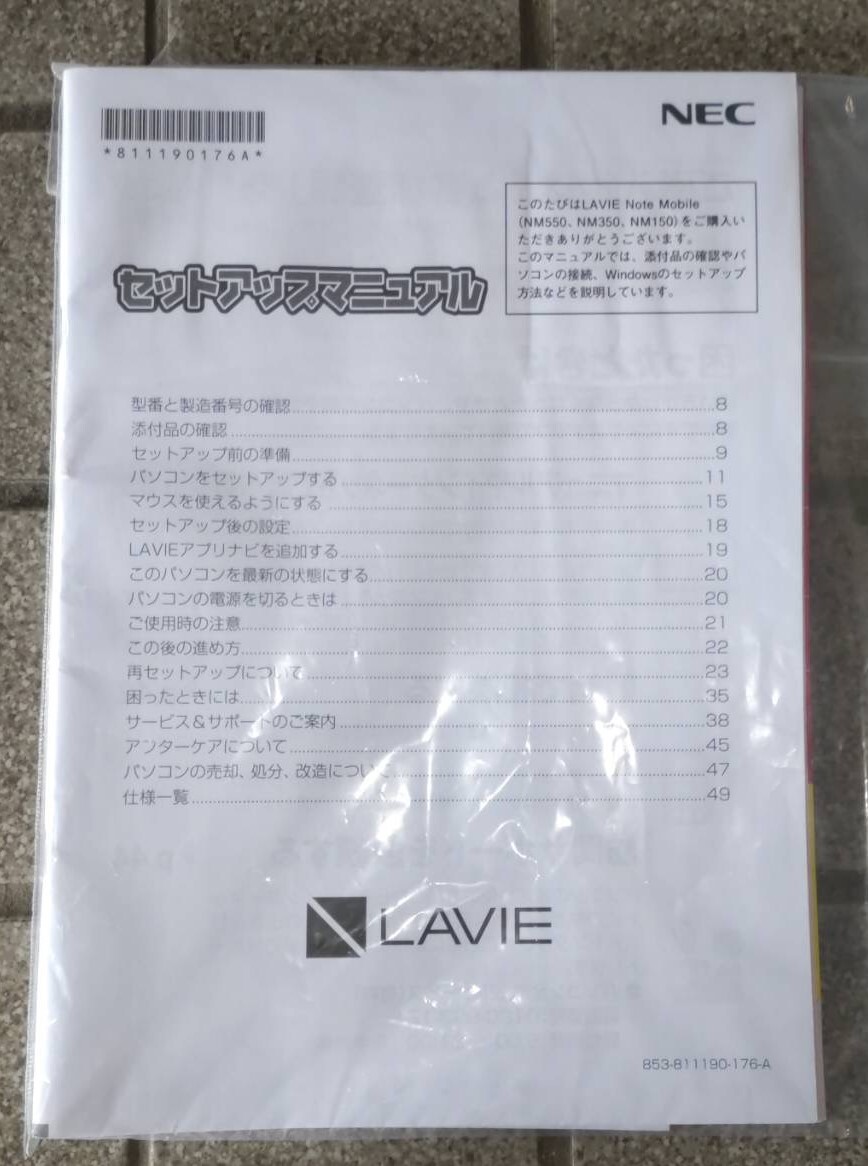 *811190176A*
NEC
このたびはLAVIE Note Mobile
(NM550、NM350、NM150)をご購入い
ただきありがとうございます。
このマニュアルでは、添付品の確認やパ
ソコンの接続、Windowsのセットアップ
方法などを説明しています。
セットアップマニュアル
型番と製造番号の確認........8
添付品の確認........8
セットアップ前の準備........9
パソコンをセットアップする........11
マウスを使えるようにする........15
セットアップ後の設定........18
LAVIEアプリナビを追加する........19
このパソコンを最新の状態にする........20
パソコンの電源を切るときは........20
ご使用時の注意........21
この後の進め方........22
再セットアップについて........23
困ったときには........35
サービス&サポートのご案内........38
アフターケアについて........45
パソコンの売却、処分、改造について........47
仕様一覧........49
LAVIE
853-811190-176-A